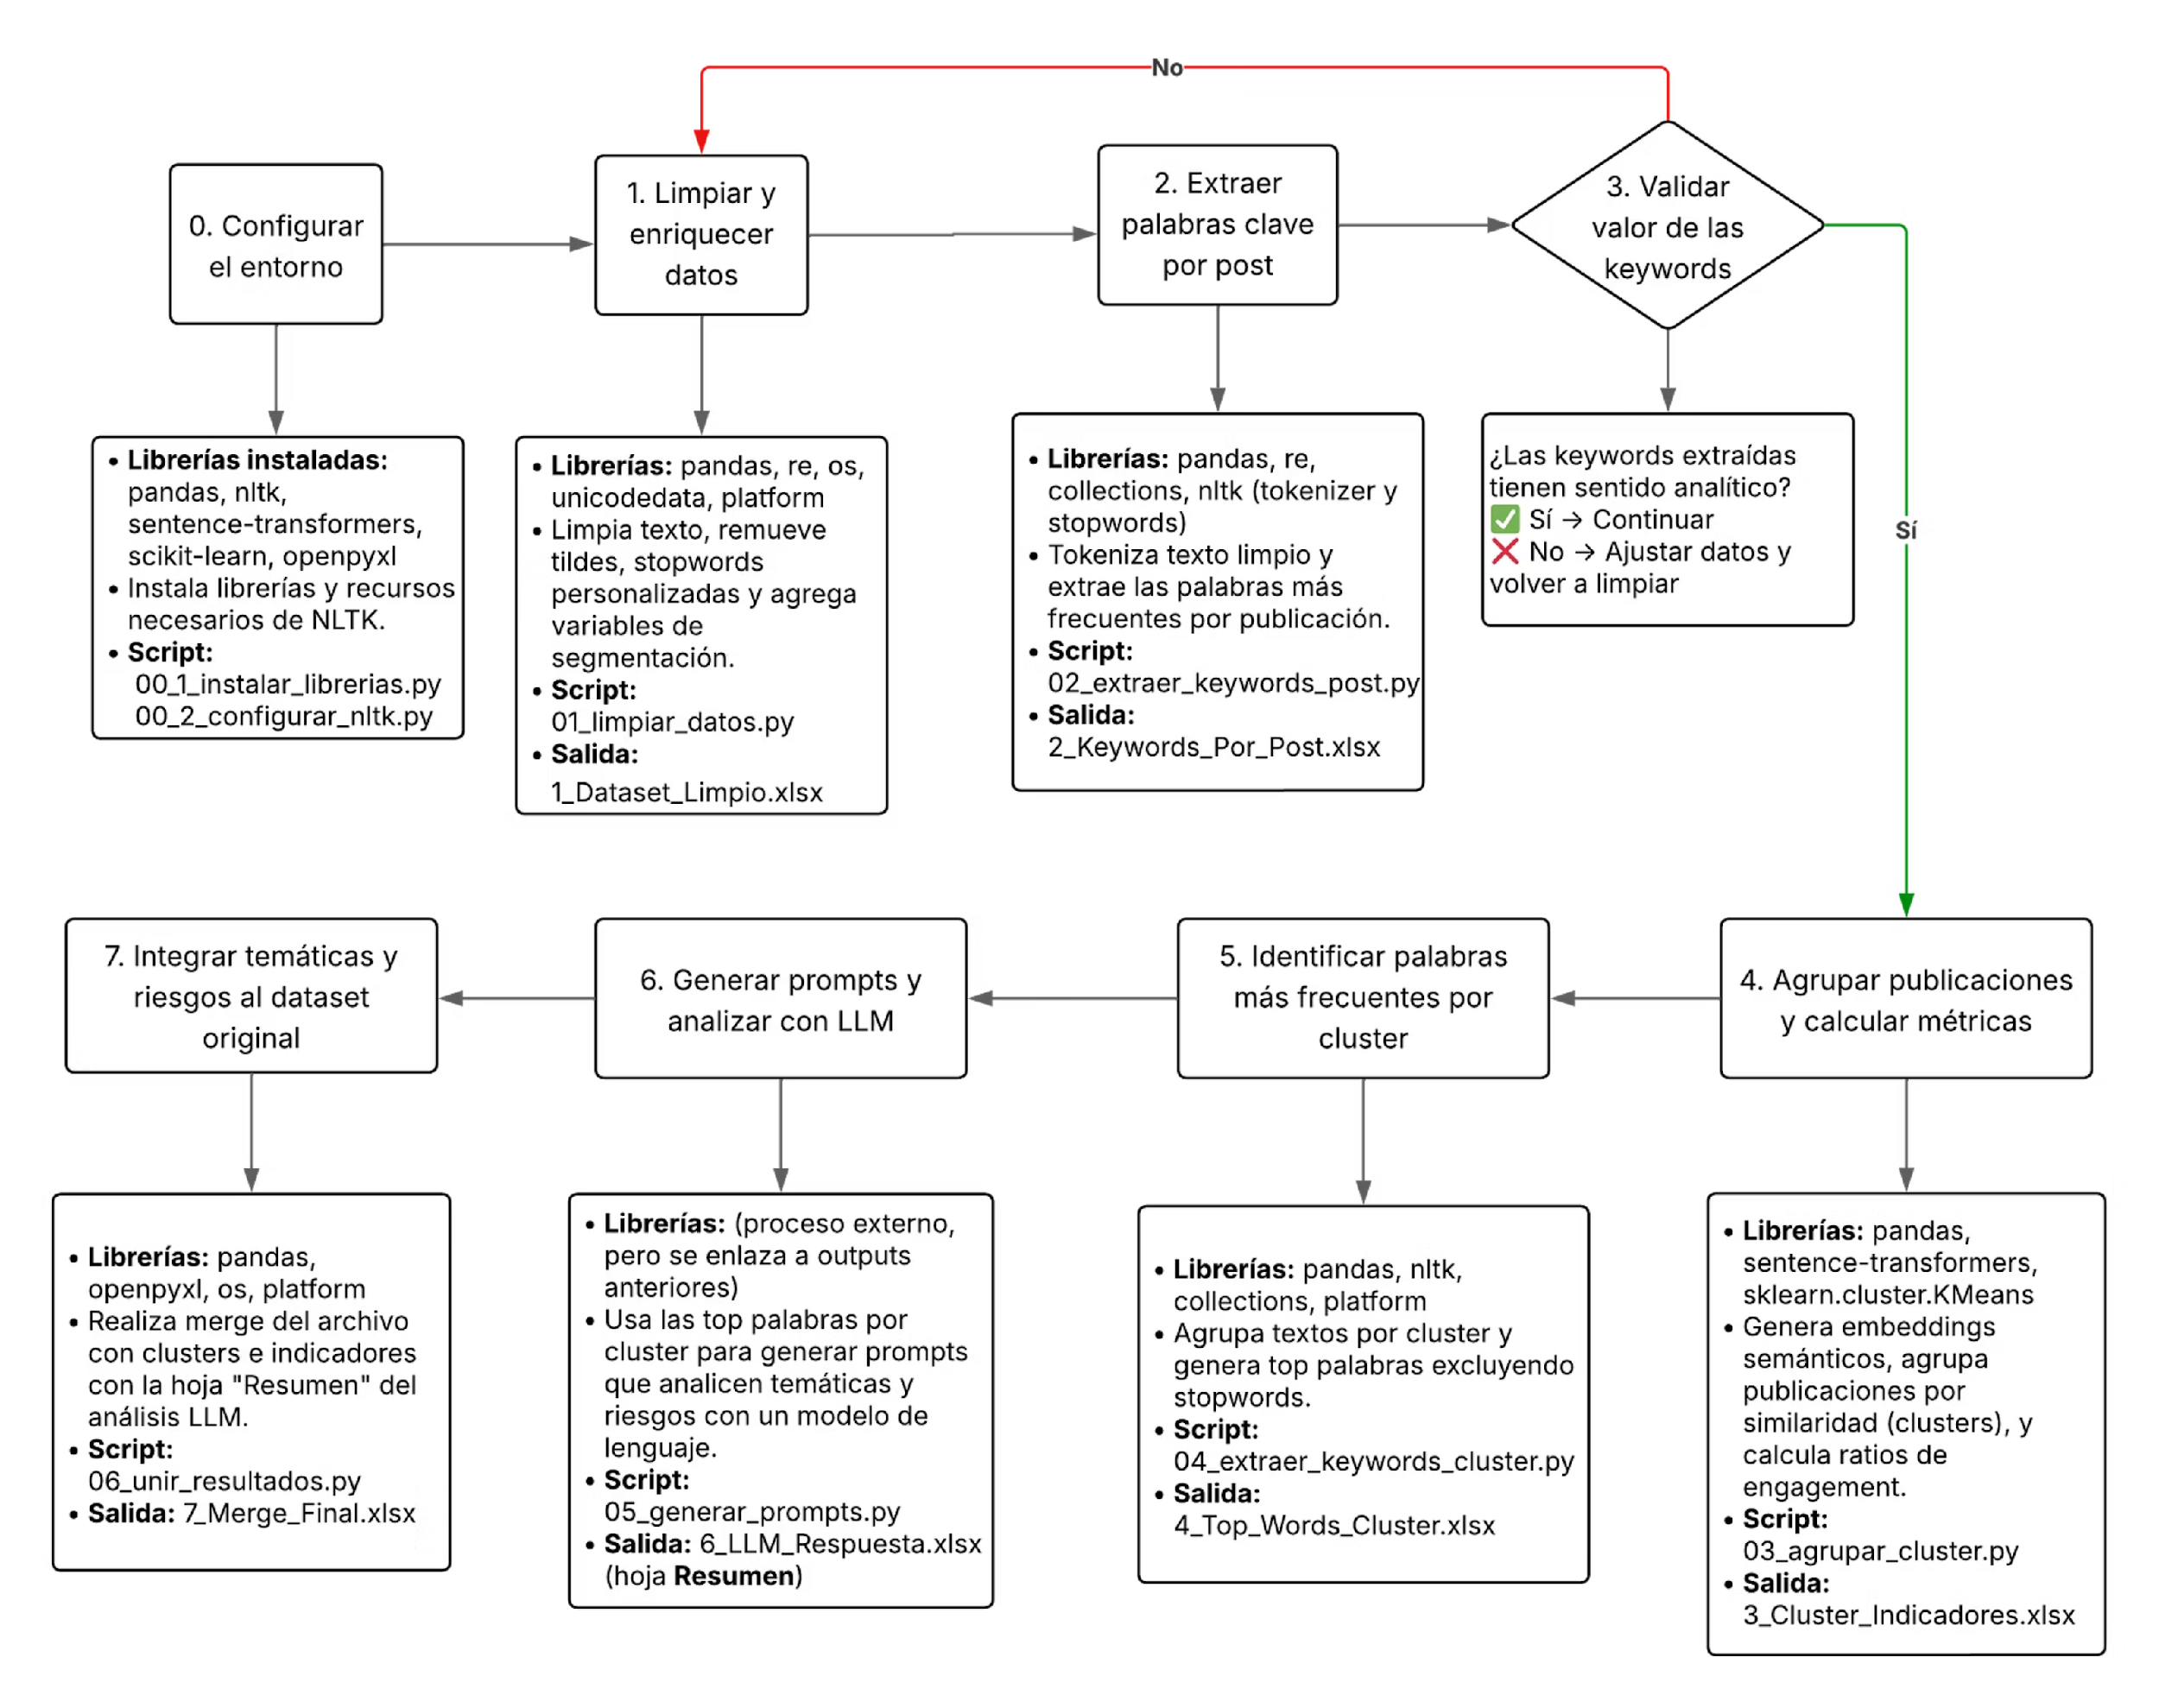 No
0. Configurar
el entorno
1. Limpiar y
enriquecer
datos
2. Extraer
palabras clave
por post
3. Validar
valor de las
keywords
• Librerías instaladas:
pandas, nltk,
sentence-transformers,
scikit-learn, openpyxl
• Instala librerías y recursos
necesarios de NLTK.
• Script:
00_1_instalar_librerias.py
00_2_configurar_nltk.py
• Librerías: pandas, re, os,
unicodedata, platform
• Limpia texto, remueve
tildes, stopwords
personalizadas y agrega
variables de
segmentación.
• Script:
01_limpiar_datos.py
• Salida:
1_Dataset_Limpio.xlsx
• Librerías: pandas, re,
collections, nltk (tokenizer y
stopwords)
• Tokeniza texto limpio y
extrae las palabras más
frecuentes por publicación.
• Script:
02_extraer_keywords_post.py
• Salida:
2_Keywords_Por_Post.xlsx
¿Las keywords extraídas
tienen sentido analítico?
✅ Sí → Continuar
❌ No → Ajustar datos y
volver a limpiar
Sí
7. Integrar temáticas y
riesgos al dataset
original
6. Generar prompts y
analizar con LLM
5. Identificar palabras
más frecuentes por
cluster
4. Agrupar publicaciones
y calcular métricas
• Librerías: pandas,
openpyxl, os, platform
• Realiza merge del archivo
con clusters e indicadores
con la hoja "Resumen" del
análisis LLM.
• Script:
06_unir_resultados.py
• Salida: 7_Merge_Final.xlsx
• Librerías: (proceso externo,
pero se enlaza a outputs
anteriores)
• Usa las top palabras por
cluster para generar prompts
que analicen temáticas y
riesgos con un modelo de
lenguaje.
• Script:
05_generar_prompts.py
• Salida: 6_LLM_Respuesta.xlsx
(hoja Resumen)
• Librerías: pandas, nltk,
collections, platform
• Agrupa textos por cluster y
genera top palabras excluyendo
stopwords.
• Script:
04_extraer_keywords_cluster.py
• Salida:
4_Top_Words_Cluster.xlsx
• Librerías: pandas,
sentence-transformers,
sklearn.cluster.KMeans
• Genera embeddings
semánticos, agrupa
publicaciones por
similaridad (clusters), y
calcula ratios de
engagement.
• Script:
03_agrupar_cluster.py
• Salida:
3_Cluster_Indicadores.xlsx